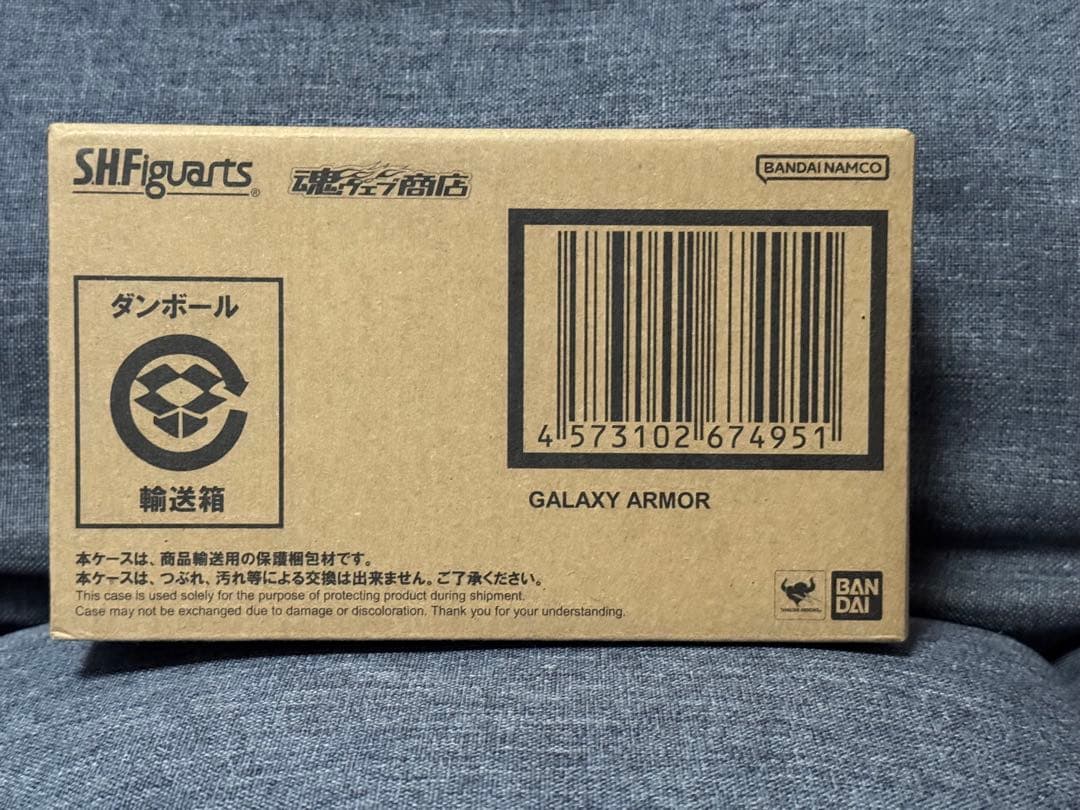 S.H.Figuarts®
魂ウェブ商店
BANDAI NAMCO
ダンボール
輸送箱
4 573102 674951
GALAXY ARMOR
本ケースは、商品輸送用の保護梱包材です。
本ケースは、つぶれ、汚れ等による交換は出来ません。ご了承ください。
This case is used solely for the purpose of protecting product during shipment.
Case may not be exchanged due to damage or discoloration. Thank you for your understanding.
BAN
DAI